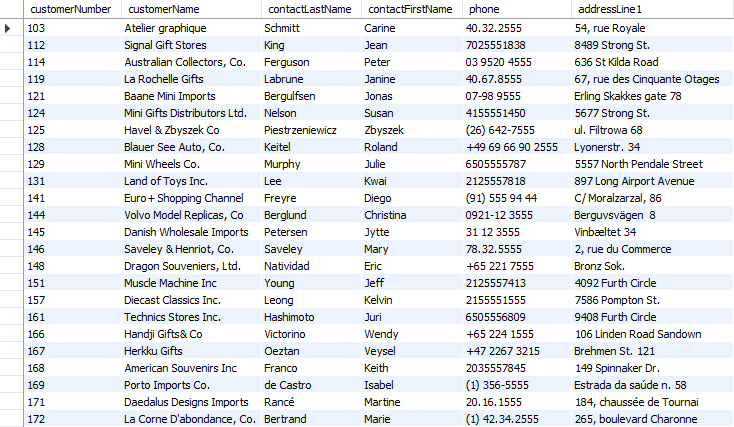 customerNumber customerName contactLastName contactFirstName phone addressLine1
103 Atelier graphique Schmitt Carine 40.32.2555 54, rue Royale
112 Signal Gift Stores King Jean 7025551838 8489 Strong St.
114 Australian Collectors, Co. Ferguson Peter 03 9520 4555 636 St Kilda Road
119 La Rochelle Gifts Labrune Janine 40.67.8555 67, rue des Cinquante Otages
121 Baane Mini Imports Bergulfsen Jonas 07-98 9555 Erling Skakkes gate 78
124 Mini Gifts Distributors Ltd. Nelson Susan 4155551450 5677 Strong St.
125 Havel & Zbyszek Co Piestrzeniewicz Zbyszek (26) 642-7555 ul. Filtrowa 68
128 Blauer See Auto, Co. Keitel Roland +49 69 66 90 2555 Lyonerstr. 34
129 Mini Wheels Co. Murphy Julie 6505555787 5557 North Pendale Street
131 Land of Toys Inc. Lee Kwai 2125557818 897 Long Airport Avenue
141 Euro+ Shopping Channel Freyre Diego (91) 555 94 44 C/ Moralzarzal, 86
144 Volvo Model Replicas, Co Berglund Christina 0921-12 3555 Berguvsvägen  8
145 Danish Wholesale Imports Petersen Jytte 31 12 3555 Vinbæltet 34
146 Saveley & Henriot, Co. Saveley Mary 78.32.5555 2, rue du Commerce
148 Dragon Souveniers, Ltd. Natividad Eric +65 221 7555 Bronz Sok.
151 Muscle Machine Inc Young Jeff 2125557413 4092 Furth Circle
157 Diecast Classics Inc. Leong Kelvin 2155551555 7586 Pompton St.
161 Technics Stores Inc. Hashimoto Juri 6505556809 9408 Furth Circle
166 Handji Gifts& Co Victorino Wendy +65 224 1555 106 Linden Road Sandown
167 Herkku Gifts Oeztan Veysel +47 2267 3215 Brehmen St. 121
168 American Souvenirs Inc Franco Keith 2035557845 149 Spinnaker Dr.
169 Porto Imports Co. de Castro Isabel (1) 356-5555 Estrada da saúde n. 58
171 Daedalus Designs Imports Rancé Martine 20.16.1555 184, chaussée de Tournai
172 La Corne D'abondance, Co. Bertrand Marie (1) 42.34.2555 265, boulevard Charonne